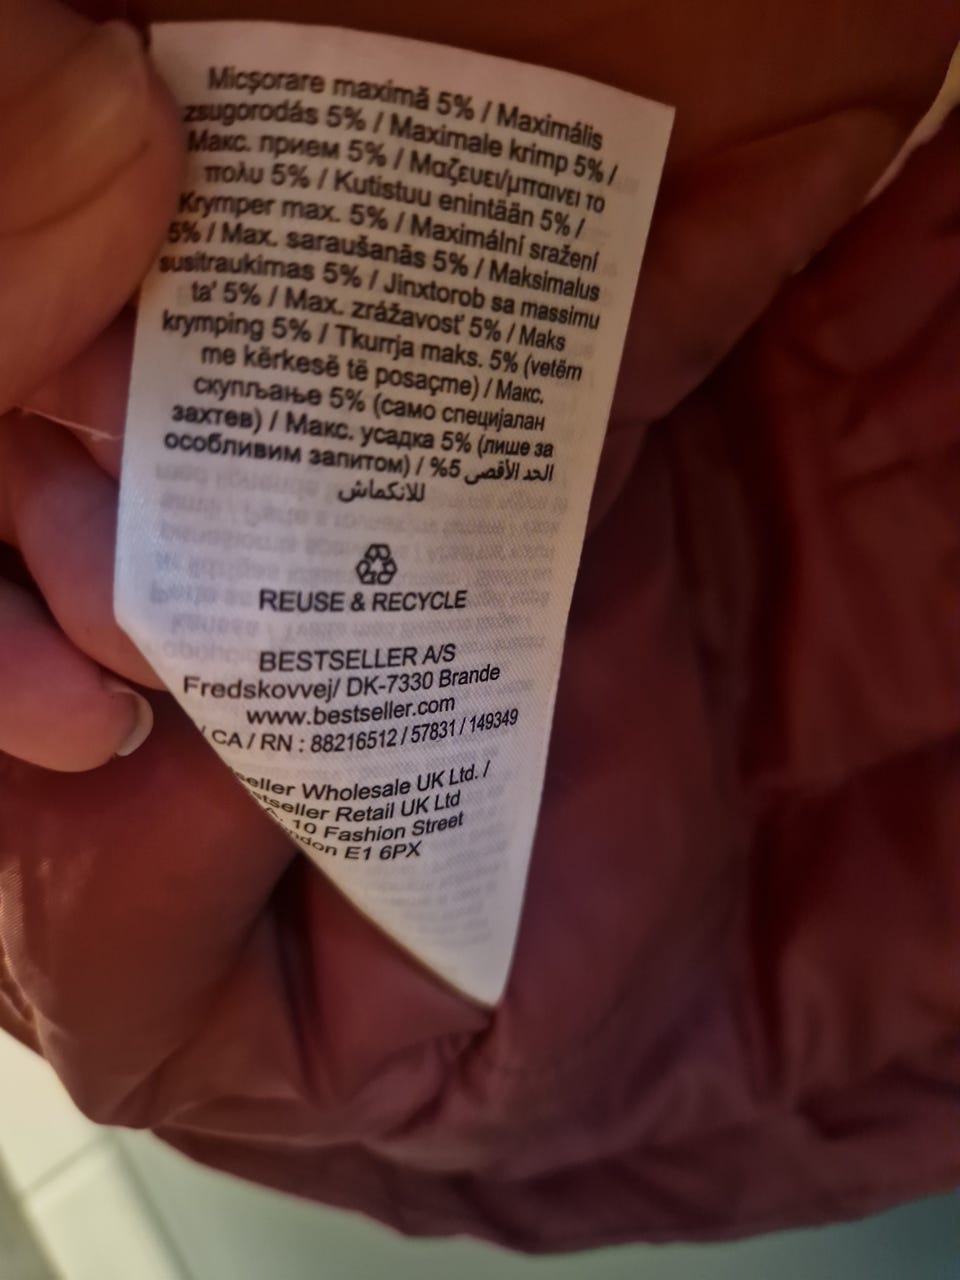 Micșorare maximă 5% / Maximális
zsugorodás 5% / Maximale krimp 5% /
Макс. прием 5% / Μαζευει/μπαινει το
πολυ 5% / Kutistuu enintään 5% /
Krymper max. 5% / Maximální sražení
5% / Max. saraušanās 5% / Maksimalus
susitraukimas 5% / Jinxtorob sa massimu
ta' 5% / Max. zrážavosť 5% / Maks
krymping 5% / Tkurrja maks. 5% (vetëm
me kërkesë të posaçme) / Макс.
скупљање 5% (само специјалан
захтев) / Макс. усадка 5% (лише за
особливим запитом) / %5 الحد الأقصى
للانكماش
REUSE & RECYCLE
BESTSELLER A/S
Fredskovvej/ DK-7330 Brande
www.bestseller.com
/ CA / RN : 88216512 / 57831 / 149349
seller Wholesale UK Ltd. /
stseller Retail UK Ltd
10 Fashion Street
ndon E1 6PX